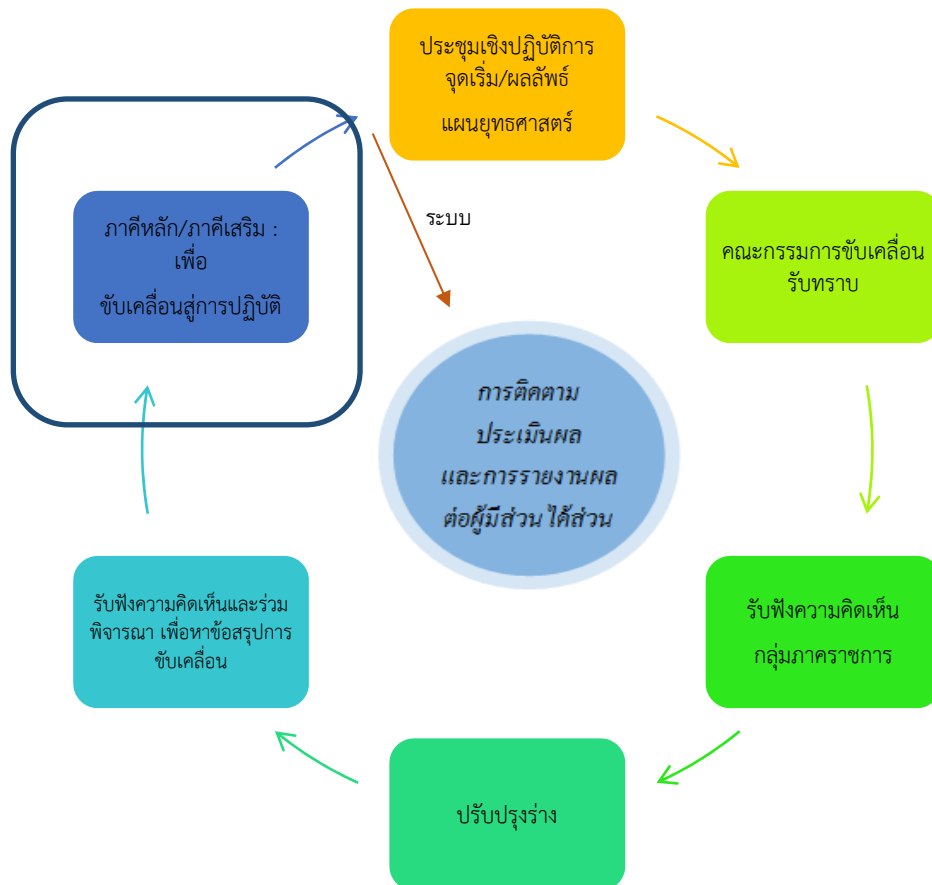 ประชุมเชิงปฏิบัติการ
จุดเริ่ม/ผลลัพธ์
แผนยุทธศาสตร์
ระบบ
ภาคีหลัก/ภาคีเสริม :
เพื่อ
ขับเคลื่อนสู่การปฏิบัติ
คณะกรรมการขับเคลื่อน
รับทราบ
การติดตาม
ประเมินผล
และการรายงานผล
ต่อผู้มีส่วน ได้ส่วน
รับฟังความคิดเห็นและร่วม
พิจารณา เพื่อหาข้อสรุปการ
ขับเคลื่อน
รับฟังความคิดเห็น
กลุ่มภาคราชการ
ปรับปรุงร่าง